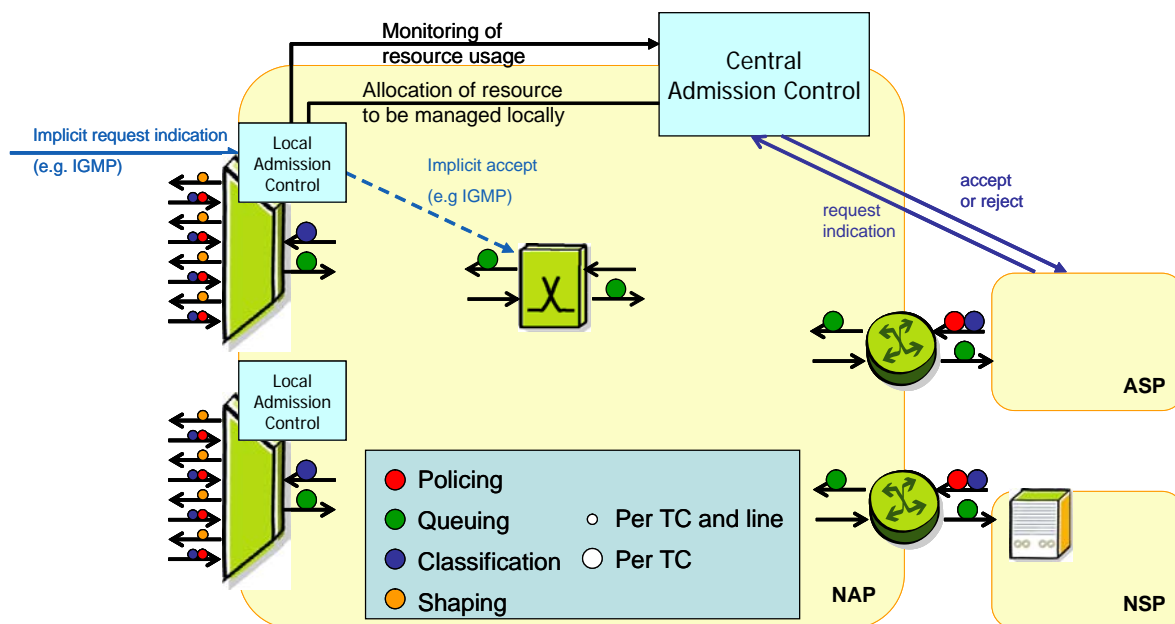 Monitoring of
resource usage
Central
Admission Control
Allocation of resource
to be managed locally
Implicit request indication
(e.g. IGMP)
Local
Admission
Control
Implicit accept
(e.g IGMP)
accept
or reject
request
indication
ASP
Local
Admission
Control
Policing
Queuing
Classification
Shaping
Per TC and line
Per TC
NAP
NSP